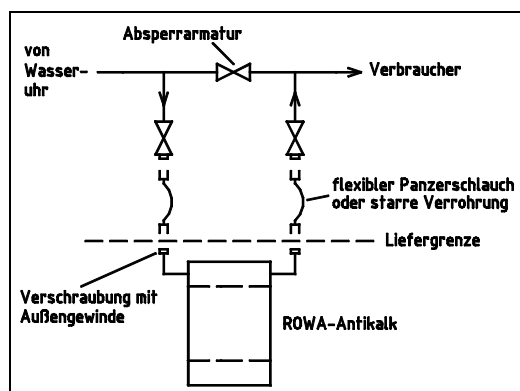 Absperrarmatur
von
Wasser-
uhr
Verbraucher
flexibler Panzerschlauch
oder starre Verrohrung
Liefergrenze
Verschraubung mit
Außengewinde
ROWA-Antikalk